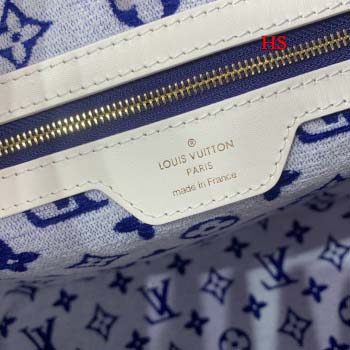 HS
®
LOUIS VUITTON
PARIS
made in France